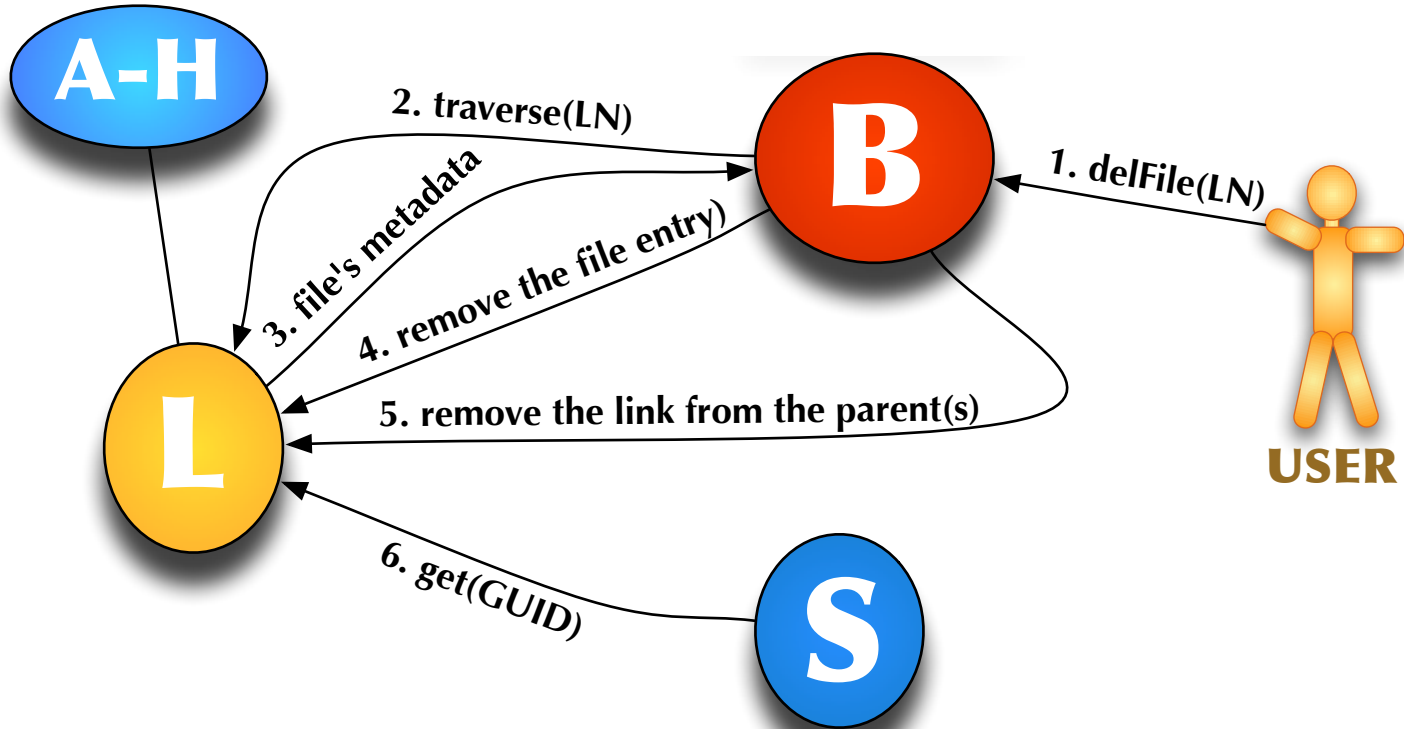 A-H
B
2. traverse(LN)
1. delFile(LN)
3. file's metadata
4. remove the file entry)
5. remove the link from the parent(s)
L
USER
6. get(GUID)
S